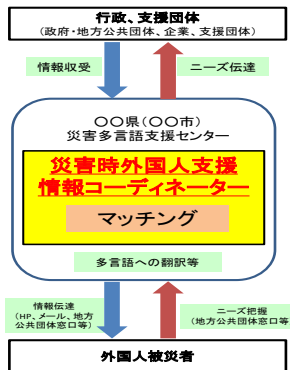 行政、支援団体
(政府・地方公共団体、企業、支援団体)
情報収受
ニーズ伝達
〇〇県(〇〇市)
災害多言語支援センター
災害時外国人支援
情報コーディネーター
マッチング
多言語への翻訳等
情報伝達
(HP、メール、地方
公共団体窓口等)
ニーズ把握
(地方公共団体窓口等
外国人被災者